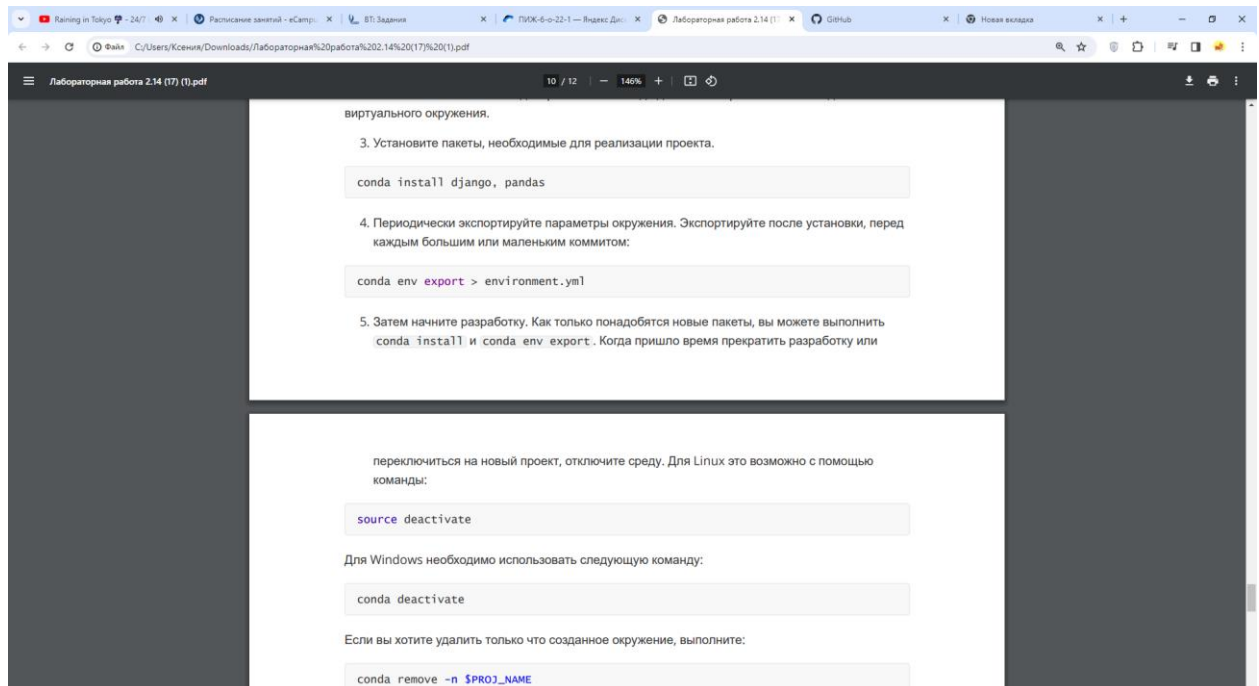 Raining in Tokyo 🌹 - 24/7
Расписание занятий - eCampu
ВТ: Задания
ПИЖ-б-о-22-1 — Яндекс.Дис
Лабораторная работа 2.14 (17
GitHub
Новая вкладка
Файл C:/Users/Ксения/Downloads/Лабораторная%20работа%202.14%20(17)%20(1).pdf
Лабораторная работа 2.14 (17) (1).pdf
10 / 12
146%
виртуального окружения.
3. Установите пакеты, необходимые для реализации проекта.
conda install django, pandas
4. Периодически экспортируйте параметры окружения. Экспортируйте после установки, перед
каждым большим или маленьким коммитом:
conda env export > environment.yml
5. Затем начните разработку. Как только понадобятся новые пакеты, вы можете выполнить
conda install и conda env export. Когда пришло время прекратить разработку или
переключиться на новый проект, отключите среду. Для Linux это возможно с помощью
команды:
source deactivate
Для Windows необходимо использовать следующую команду:
conda deactivate
Если вы хотите удалить только что созданное окружение, выполните:
conda remove -n $PROJ_NAME